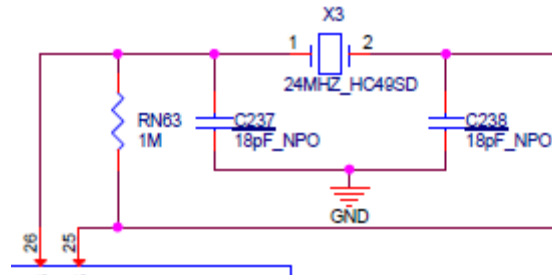 X3
1
2
24MHZ_HC49SD
RN63
1M
C237
18pF_NPO
C238
18pF_NPO
GND
26
25